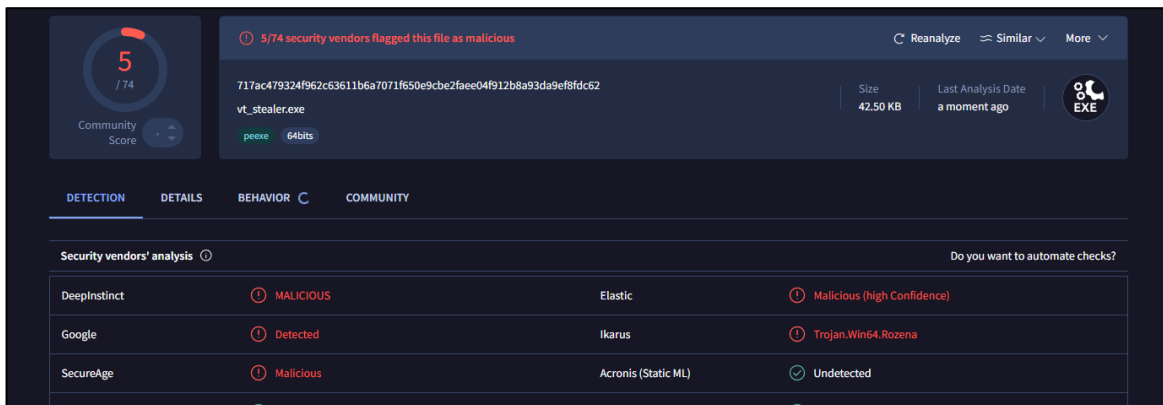 5
/ 74
Community
Score
5/74 security vendors flagged this file as malicious
Reanalyze
Similar
More
717ac479324f962c63611b6a7071f650e9cbe2faee04f912b8a93da9ef8fdc62
vt_stealer.exe
peexe
64bits
Size
42.50 KB
Last Analysis Date
a moment ago
EXE
DETECTION DETAILS BEHAVIOR COMMUNITY
Security vendors' analysis
Do you want to automate checks?
DeepInstinct MALICIOUS Elastic Malicious (high Confidence)
Google Detected Ikarus Trojan.Win64.Rozena
SecureAge Malicious Acronis (Static ML) Undetected